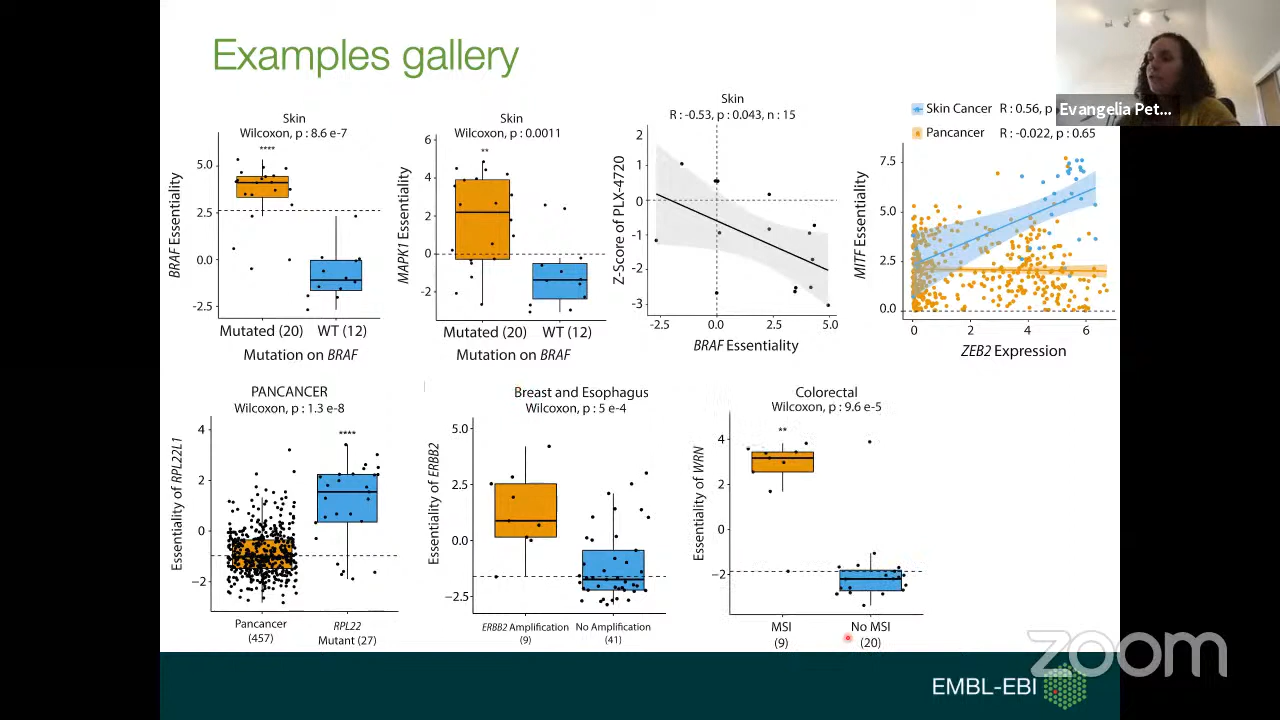 Examples gallery
Evangelia Pet...
Skin
Wilcoxon, p : 8.6 e-7
****
BRAF Essentiality
5.0
2.5
0.0
-2.5
Mutated (20) WT (12)
Mutation on BRAF
Skin
Wilcoxon, p : 0.0011
**
MAPK1 Essentiality
6
4
2
0
-2
Mutated (20) WT (12)
Mutation on BRAF
Skin
R : -0.53, p : 0.043, n : 15
Z-Score of PLX-4720
2
1
0
-1
-2
-3
-2.5 0.0 2.5 5.0
BRAF Essentiality
Skin Cancer R : 0.56, p
Pancancer R : -0.022, p : 0.65
MITF Essentiality
7.5
5.0
2.5
0.0
0 2 4 6
ZEB2 Expression
PANCANCER
Wilcoxon, p : 1.3 e-8
****
Essentiality of RPL22L1
4
2
0
−2
Pancancer (457)
RPL22 Mutant (27)
Breast and Esophagus
Wilcoxon, p : 5 e-4
Essentiality of ERBB2
5.0
2.5
0.0
−2.5
ERBB2 Amplification (9)
No Amplification (41)
Colorectal
Wilcoxon, p : 9.6 e-5
**
Essentiality of WRN
4
2
0
−2
MSI (9)
No MSI (20)
zoom
EMBL-EBI